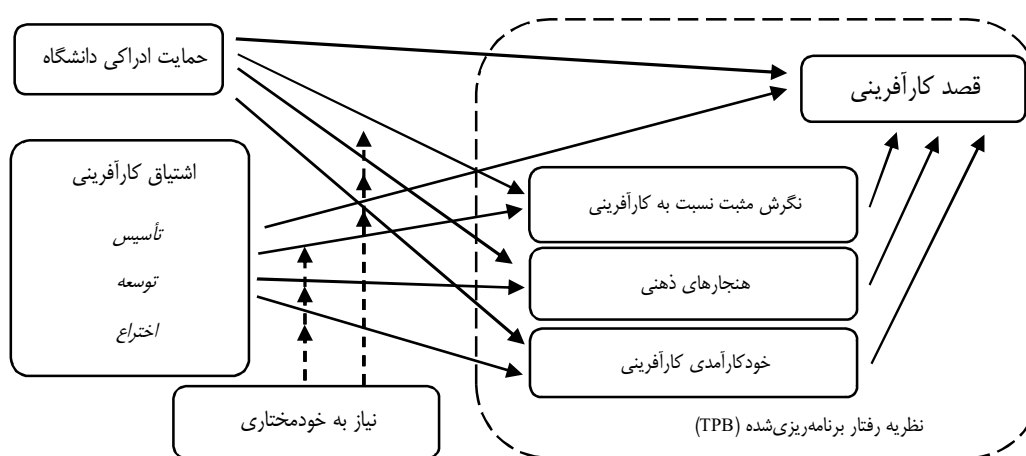 حمایت ادراکی دانشگاه
قصد کارآفرینی
اشتیاق کارآفرینی
تأسیس
توسعه
اختراع
نگرش مثبت نسبت به کارآفرینی
هنجارهای ذهنی
خودکارآمدی کارآفرینی
نیاز به خودمختاری
نظریه رفتار برنامه‌ریزی‌شده (TPB)